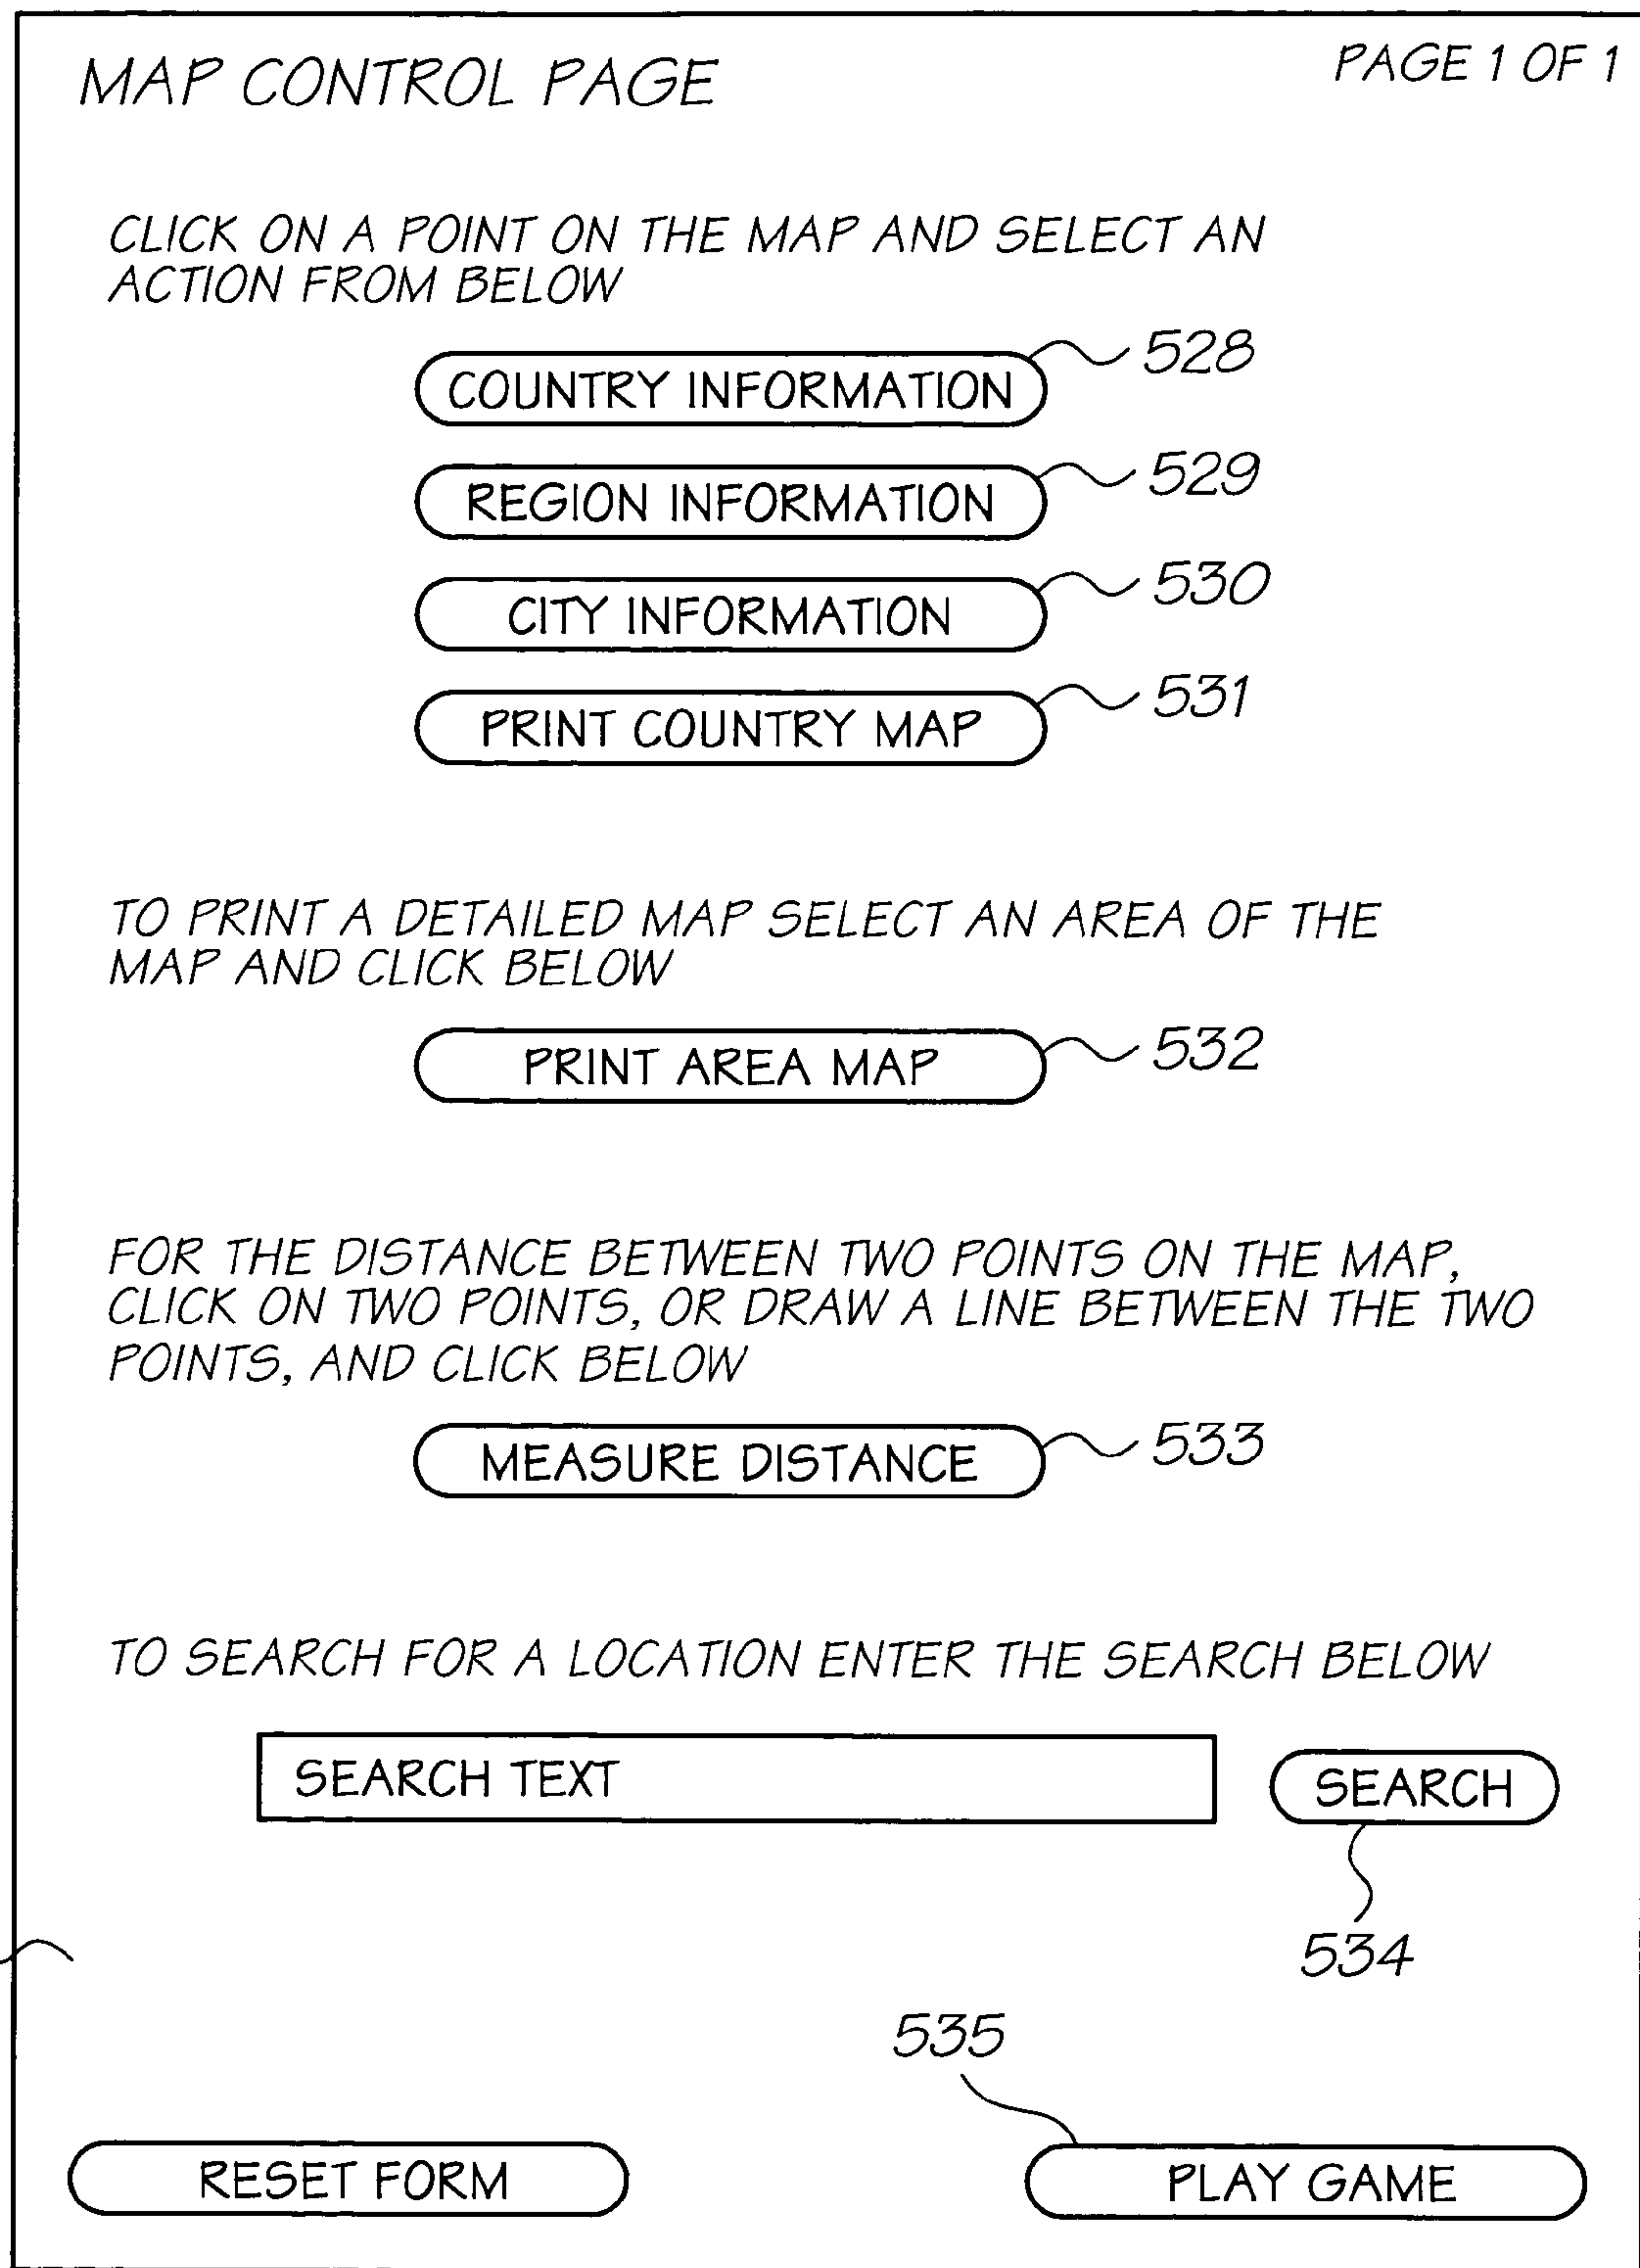 MAP CONTROL PAGE
PAGE 1 OF 1
CLICK ON A POINT ON THE MAP AND SELECT AN
ACTION FROM BELOW
COUNTRY INFORMATION
528
REGION INFORMATION
529
CITY INFORMATION
530
PRINT COUNTRY MAP
531
TO PRINT A DETAILED MAP SELECT AN AREA OF THE
MAP AND CLICK BELOW
PRINT AREA MAP
532
FOR THE DISTANCE BETWEEN TWO POINTS ON THE MAP,
CLICK ON TWO POINTS, OR DRAW A LINE BETWEEN THE TWO
POINTS, AND CLICK BELOW
MEASURE DISTANCE
533
TO SEARCH FOR A LOCATION ENTER THE SEARCH BELOW
SEARCH TEXT
SEARCH
534
535
RESET FORM
PLAY GAME